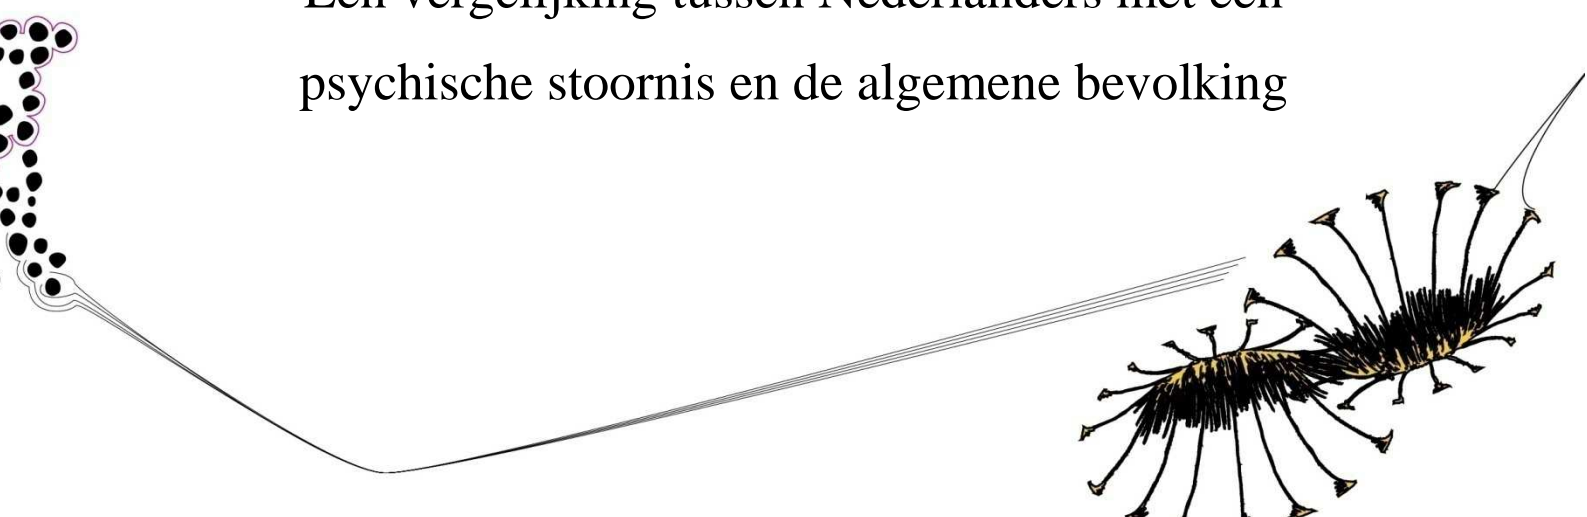 Een vergelijking tussen Nederlanders met een
psychische stoornis en de algemene bevolking